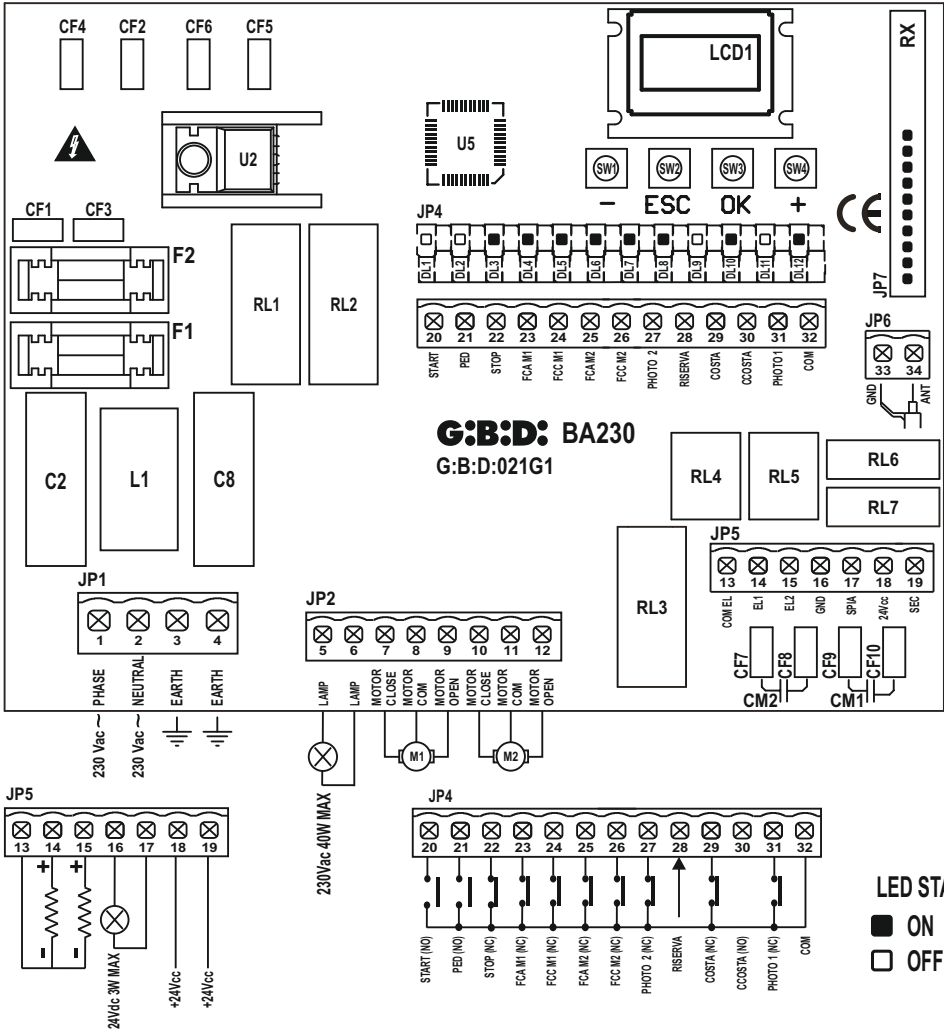 CF4 CF2 CF6 CF5
LCD1
RX
U2
U5
SW1 SW2 SW3 SW4
- ESC OK +
CF1 CF3
JP4
F2
DL1 DL2 DL3 DL4 DL5 DL6 DL7 DL8 DL9 DL10 DL11 DL12
CE
JP7
RL1 RL2
F1
20 21 22 23 24 25 26 27 28 29 30 31 32
START PED STOP FCA M1 FCC M1 FCA M2 FCC M2 PHOTO 2 RISERVA COSTA CCOSTA PHOTO 1 COM
JP6
33 34
GND ANT
G:B:D: BA230
G:B:D:021G1
C2 L1 C8
RL4 RL5 RL6
RL7
RL3
JP5
13 14 15 16 17 18 19
COM EL EL1 EL2 GND SPIA 24Vcc SEC
CF7 CF8 CF9 CF10
CM2 CM1
JP1
1 2 3 4
PHASE NEUTRAL EARTH EARTH
230 Vac ~ 230 Vac ~
JP2
5 6 7 8 9 10 11 12
LAMP LAMP MOTOR CLOSE MOTOR COM MOTOR OPEN MOTOR CLOSE MOTOR COM MOTOR OPEN
M1 M2
230Vac 40W MAX
JP5
13 14 15 16 17 18 19
+ +
- -
24Vdc 3W MAX
+24Vcc
+24Vcc
JP4
20 21 22 23 24 25 26 27 28 29 30 31 32
START (NO) PED (NO) STOP (NC) FCA M1 (NC) FCC M1 (NC) FCA M2 (NC) FCC M2 (NC) PHOTO 2 (NC) RISERVA COSTA (NC) CCOSTA (NO) PHOTO 1 (NC) COM
LED STA
ON
OFF